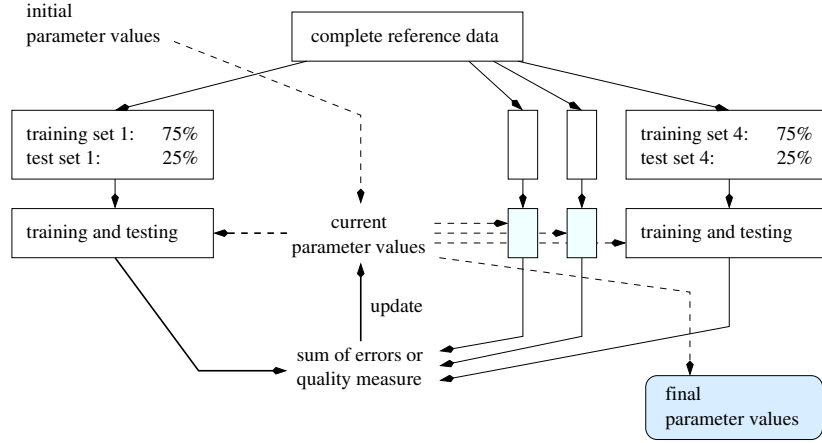 initial
parameter values
complete reference data
training set 1: 75%
test set 1: 25%
training set 4: 75%
test set 4: 25%
training and testing
current
parameter values
training and testing
update
sum of errors or
quality measure
final
parameter values